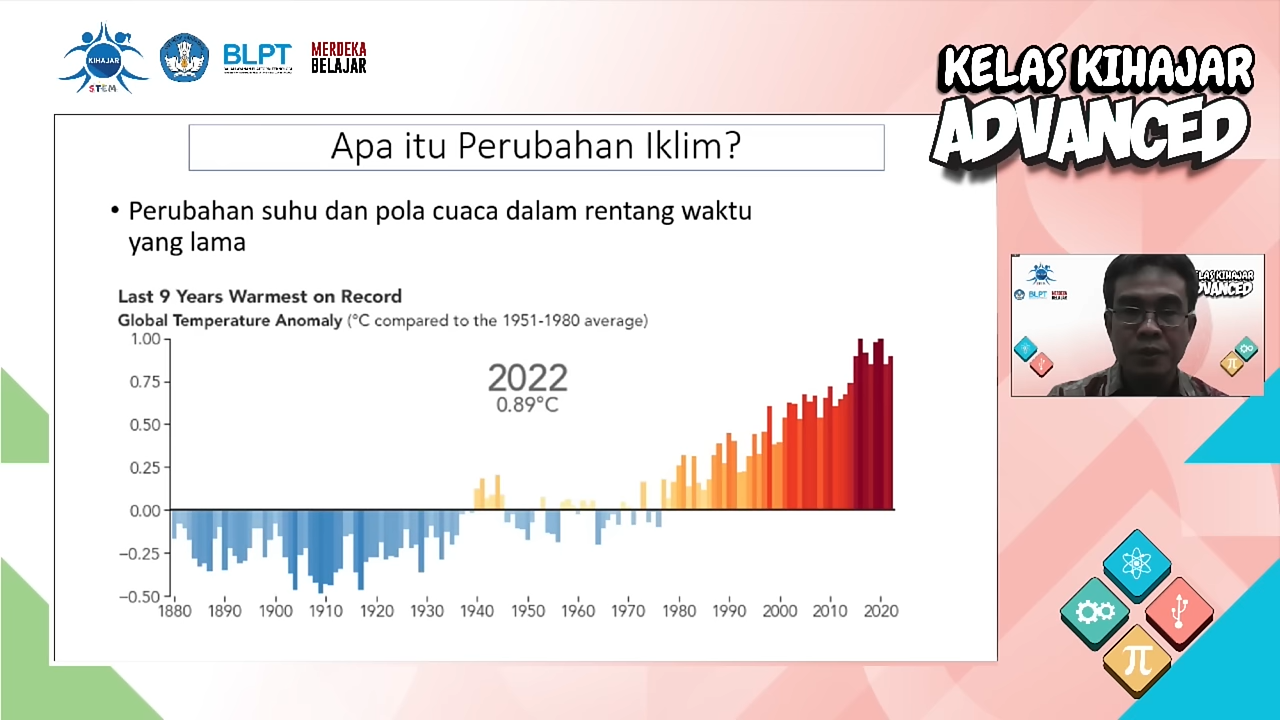 KIHAJAR
STEM
BLPT
MERDEKA
BELAJAR
KELAS KIHAJAR
ADVANCED
Apa itu Perubahan Iklim?
• Perubahan suhu dan pola cuaca dalam rentang waktu
yang lama
Last 9 Years Warmest on Record
Global Temperature Anomaly (°C compared to the 1951-1980 average)
1.00
0.75
0.50
0.25
0.00
−0.25
−0.50
2022
0.89°C
1880 1890 1900 1910 1920 1930 1940 1950 1960 1970 1980 1990 2000 2010 2020
BLPT
π
π